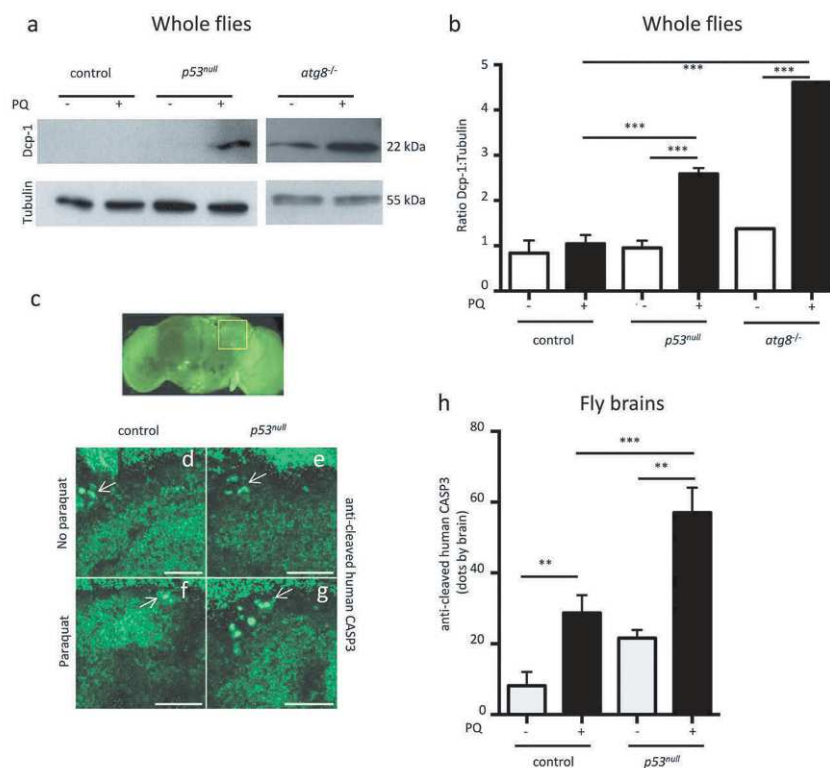 a
Whole flies
control
p53null
atg8-/-
PQ
- + - + - +
Dcp-1
22 kDa
Tubulin
55 kDa
b
Whole flies
***
***
***
***
5
4
3
2
1
0
Ratio Dcp-1:Tubulin
PQ
- + - + - +
control
p53null
atg8-/-
c
control
p53null
No paraquat
Paraquat
d
e
f
g
anti-cleaved human CASP3
h
Fly brains
80
60
40
20
0
anti-cleaved human CASP3
(dots by brain)
***
**
**
PQ
- + - +
control
p53null